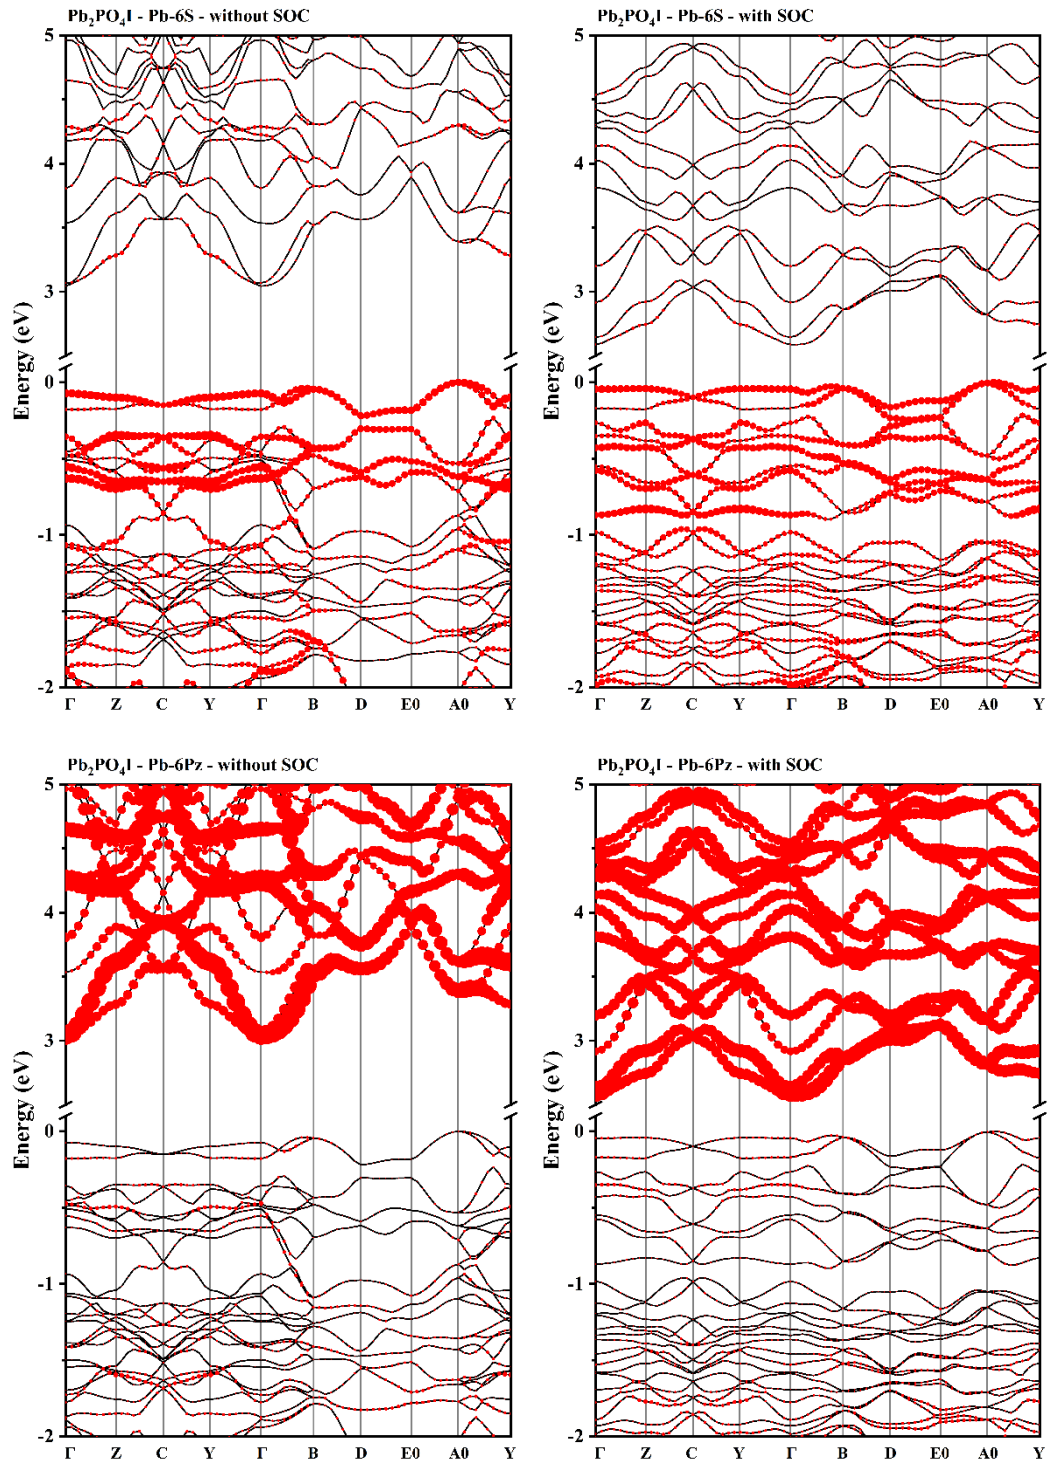 Pb₂PO₄I - Pb-6S - without SOC
5
4
3
0
-1
-2
Energy (eV)
Γ Z C Y Γ B D E0 A0 Y
Pb₂PO₄I - Pb-6S - with SOC
5
4
3
0
-1
-2
Energy (eV)
Γ Z C Y Γ B D E0 A0 Y
Pb₂PO₄I - Pb-6Pz - without SOC
5
4
3
0
-1
-2
Energy (eV)
Γ Z C Y Γ B D E0 A0 Y
Pb₂PO₄I - Pb-6Pz - with SOC
5
4
3
0
-1
-2
Energy (eV)
Γ Z C Y Γ B D E0 A0 Y